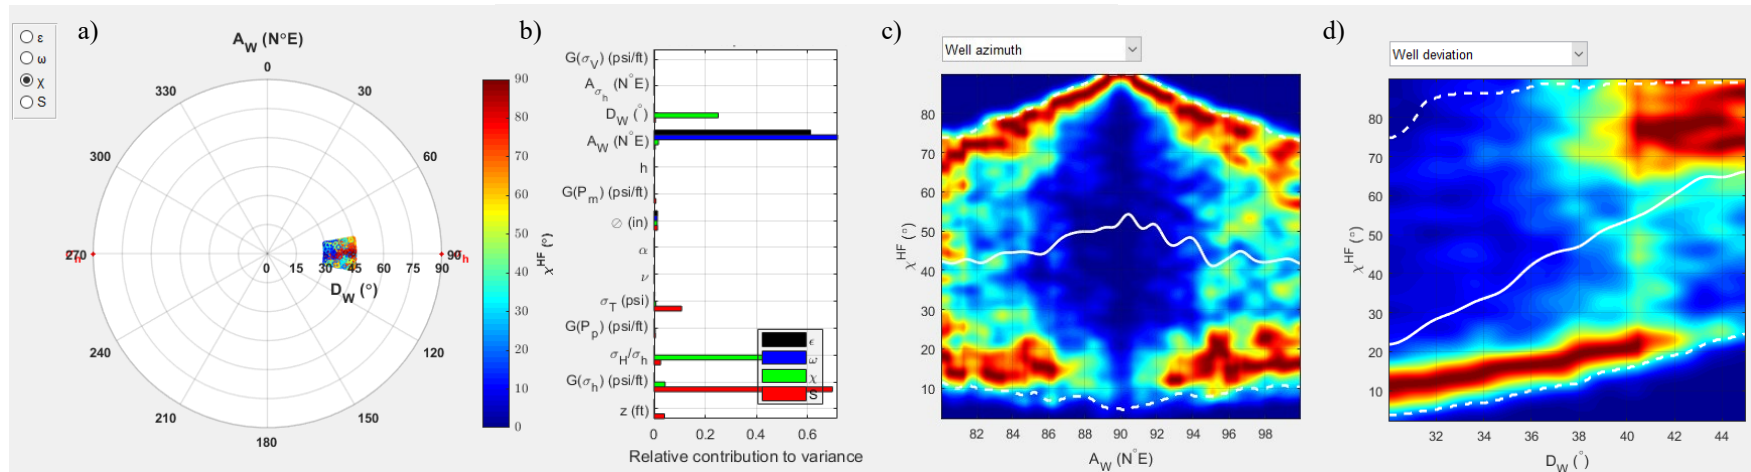 a)
ε
ω
χ
S
A_W (N°E)
0
330
30
300
60
270
0
15
30
45
60
75
90
σ_h
D_W (°)
240
120
210
150
180
90
80
70
60
50
40
30
20
10
0
χ^HF (°)
b)
G(σ_V) (psi/ft)
A_σ_h (N°E)
D_W (°)
A_W (N°E)
h
G(P_m) (psi/ft)
∅ (in)
α
ν
σ_T (psi)
G(P_p) (psi/ft)
σ_H/σ_h
G(σ_h) (psi/ft)
z (ft)
ϵ
ω
χ
S
0
0.2
0.4
0.6
Relative contribution to variance
c)
Well azimuth
80
70
60
50
40
30
20
10
χ^HF (°)
82
84
86
88
90
92
94
96
98
A_W (N°E)
d)
Well deviation
80
70
60
50
40
30
20
10
χ^HF (°)
32
34
36
38
40
42
44
D_W (°)